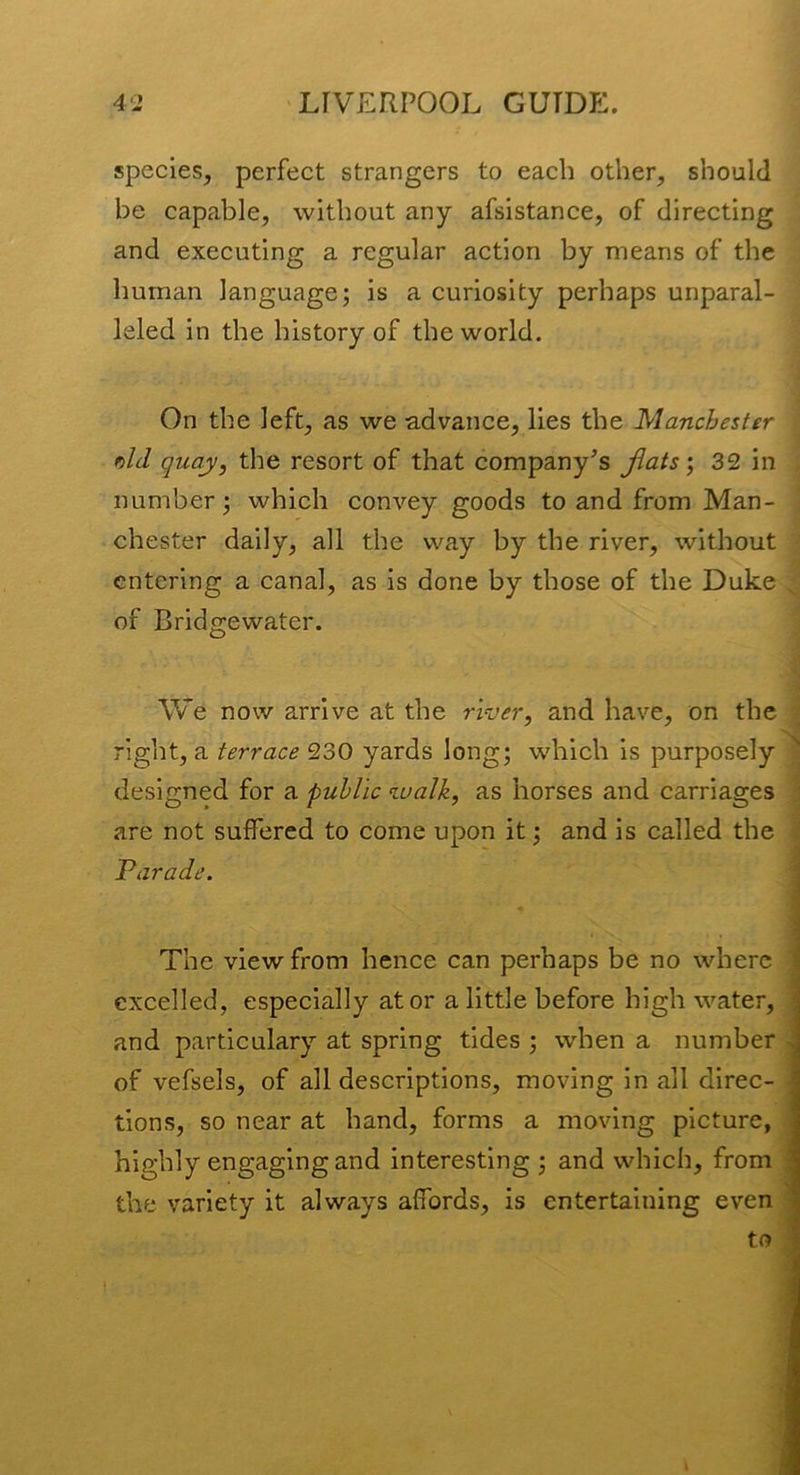 42 LIVERPOOL GUIDE.
species, perfect strangers to each other, should
be capable, without any afsistance, of directing
and executing a regular action by means of the
human language; is a curiosity perhaps unparal-
leled in the history of the world.
On the left, as we advance, lies the Manchester
old quay, the resort of that company's flats; 32 in
number; which convey goods to and from Man-
chester daily, all the way by the river, without
entering a canal, as is done by those of the Duke
of Bridgewater.
We now arrive at the river, and have, on the
right, a terrace 230 yards long; which is purposely
designed for a public walk, as horses and carriages
are not suffered to come upon it; and is called the
Parade.
The view from hence can perhaps be no where
excelled, especially at or a little before high water,
and particulary at spring tides; when a number
of vefsels, of all descriptions, moving in all direc-
tions, so near at hand, forms a moving picture,
highly engaging and interesting; and which, from
the variety it always affords, is entertaining even
to